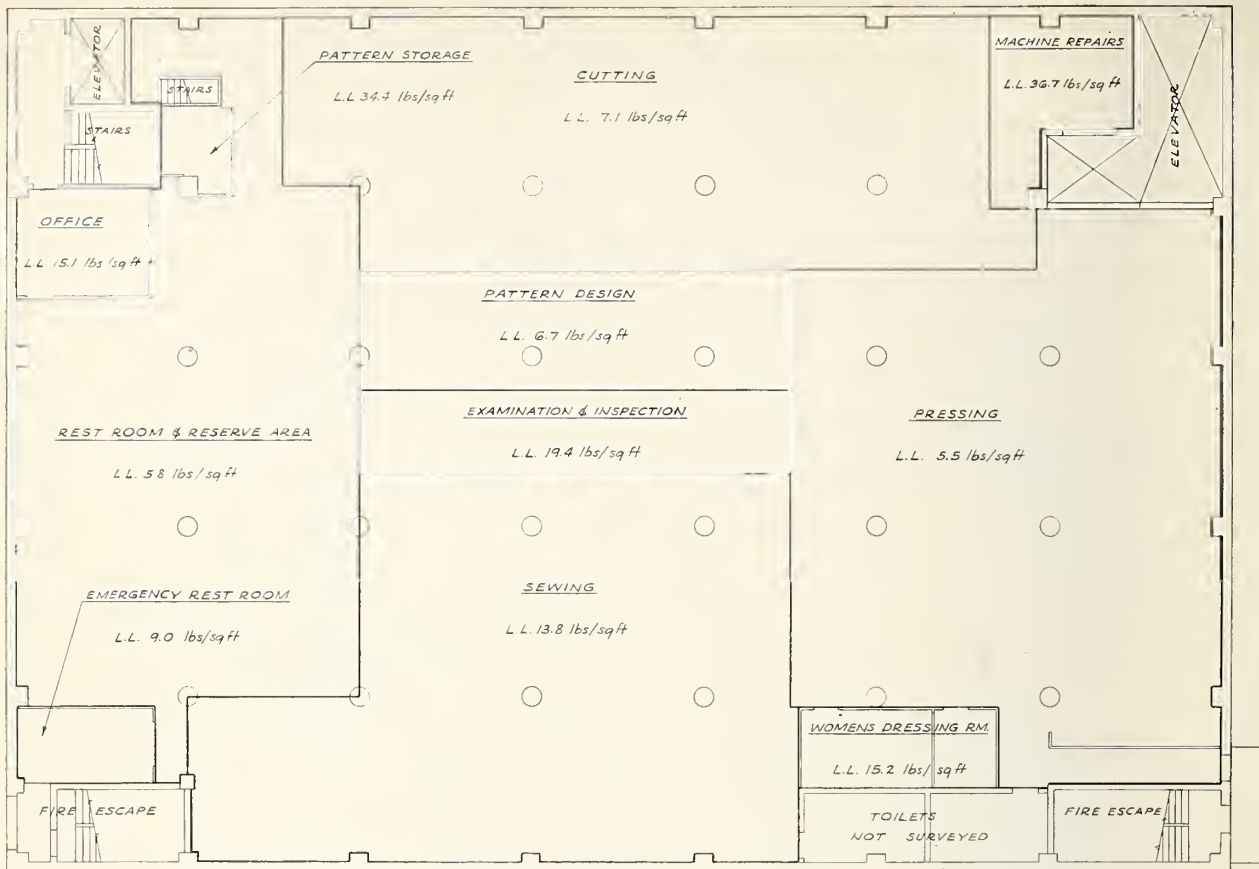 ELEVATOR
STAIRS
STAIRS
PATTERN STORAGE
L.L 34.4 lbs/sq ft
CUTTING
L.L. 7.1 lbs/sq ft
MACHINE REPAIRS
L.L. 36.7 lbs/sq ft
ELEVATOR
OFFICE
L.L 15.1 lbs/sq ft
PATTERN DESIGN
L.L. 6.7 lbs/sq ft
EXAMINATION & INSPECTION
L.L. 19.4 lbs/sq ft
PRESSING
L.L. 5.5 lbs/sq ft
REST ROOM & RESERVE AREA
L.L. 5.8 lbs/sq ft
SEWING
L.L. 13.8 lbs/sq ft
EMERGENCY REST ROOM
L.L. 9.0 lbs/sq ft
WOMENS DRESSING RM.
L.L. 15.2 lbs/sq ft
FIRE ESCAPE
TOILETS
NOT SURVEYED
FIRE ESCAPE